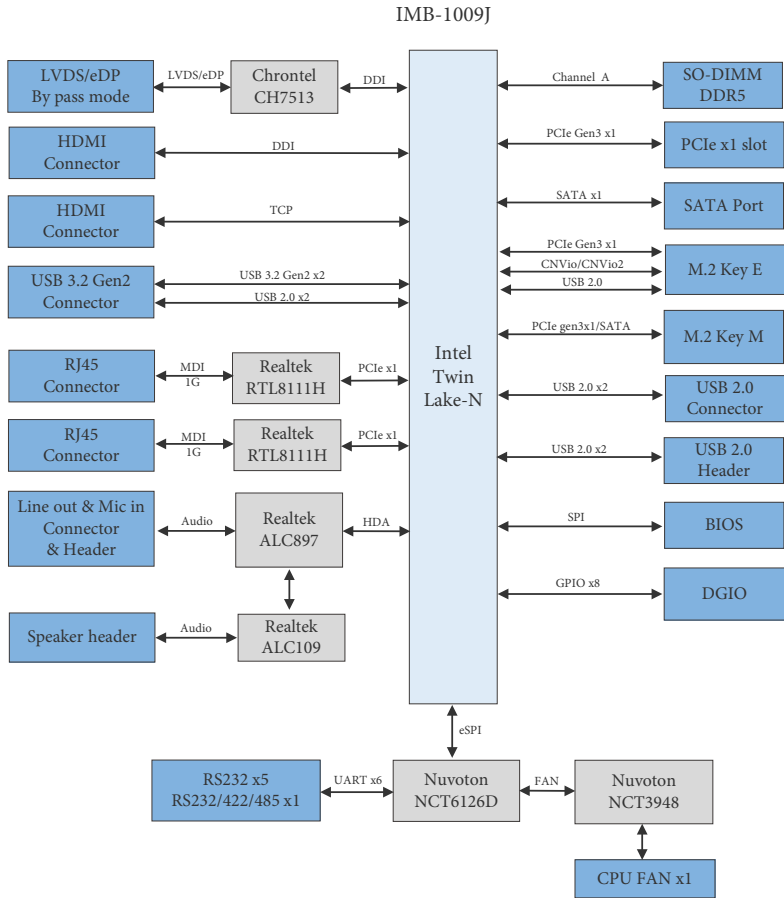 IMB-1009J
LVDS/eDP
By pass mode
LVDS/eDP
Chrontel
CH7513
DDI
HDMI
Connector
DDI
HDMI
Connector
TCP
USB 3.2 Gen2
Connector
USB 3.2 Gen2 x2
USB 2.0 x2
RJ45
Connector
MDI
1G
Realtek
RTL8111H
PCIe x1
RJ45
Connector
MDI
1G
Realtek
RTL8111H
PCIe x1
Line out & Mic in
Connector
& Header
Audio
Realtek
ALC897
HDA
Speaker header
Audio
Realtek
ALC109
Intel
Twin
Lake-N
Channel A
SO-DIMM
DDR5
PCIe Gen3 x1
PCIe x1 slot
SATA x1
SATA Port
PCIe Gen3 x1
CNVio/CNVio2
USB 2.0
M.2 Key E
PCIe gen3x1/SATA
M.2 Key M
USB 2.0 x2
USB 2.0
Connector
USB 2.0 x2
USB 2.0
Header
SPI
BIOS
GPIO x8
DGIO
eSPI
RS232 x5
RS232/422/485 x1
UART x6
Nuvoton
NCT6126D
FAN
Nuvoton
NCT3948
CPU FAN x1